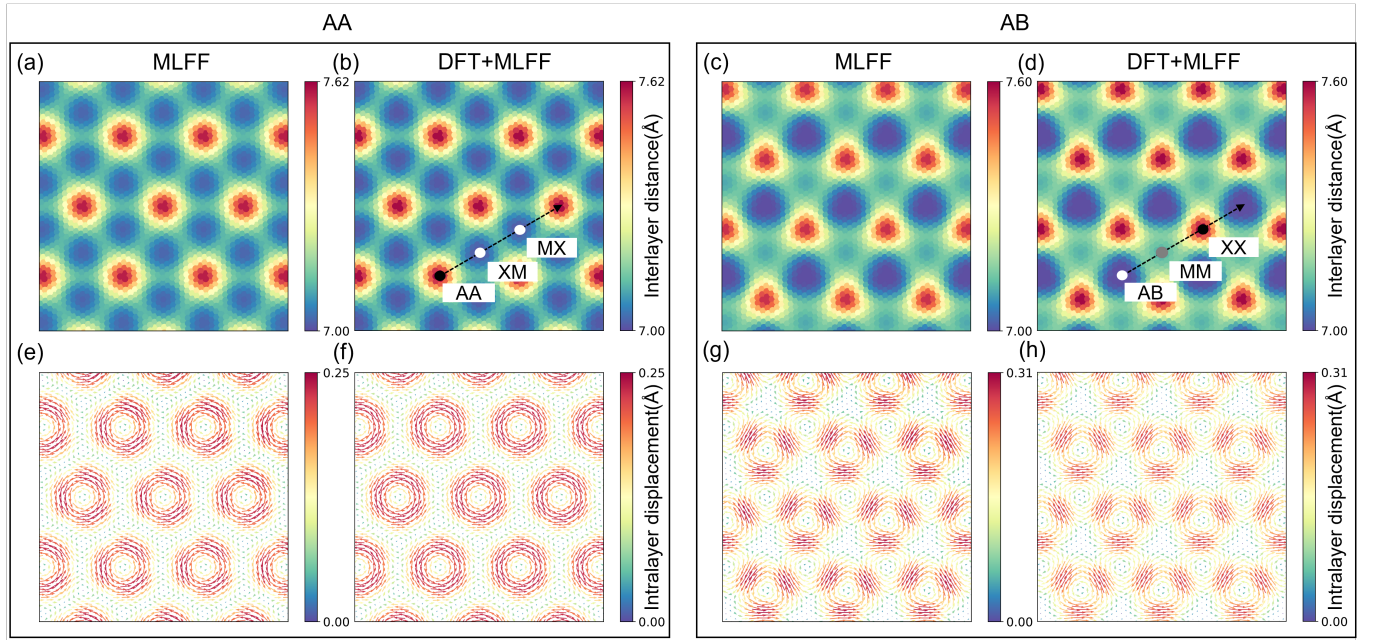 AA
AB
(a)
MLFF
(b)
DFT+MLFF
(c)
MLFF
(d)
DFT+MLFF
7.62
7.00
7.62
Interlayer distance(Å)
7.00
7.60
7.00
7.60
Interlayer distance(Å)
7.00
MX
XM
AA
XX
MM
AB
(e)
(f)
(g)
(h)
0.25
0.00
0.25
Intralayer displacement(Å)
0.00
0.31
0.00
0.31
Intralayer displacement(Å)
0.00